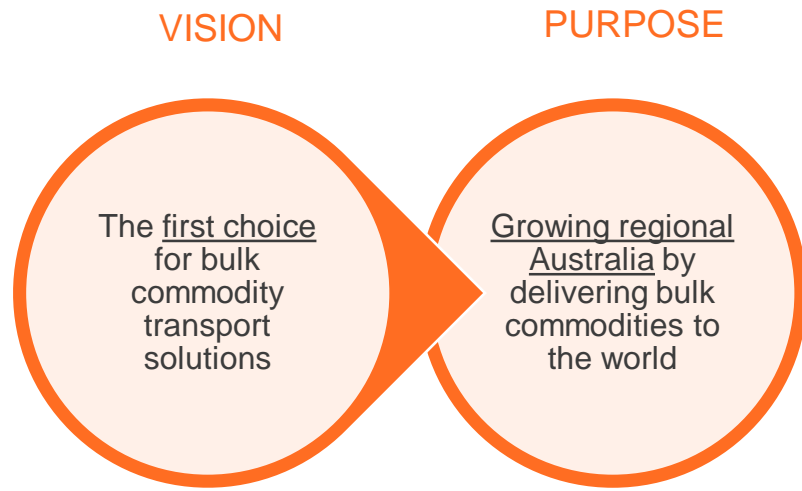 VISION
PURPOSE
The first choice
for bulk
commodity
transport
solutions
Growing regional
Australia by
delivering bulk
commodities to
the world